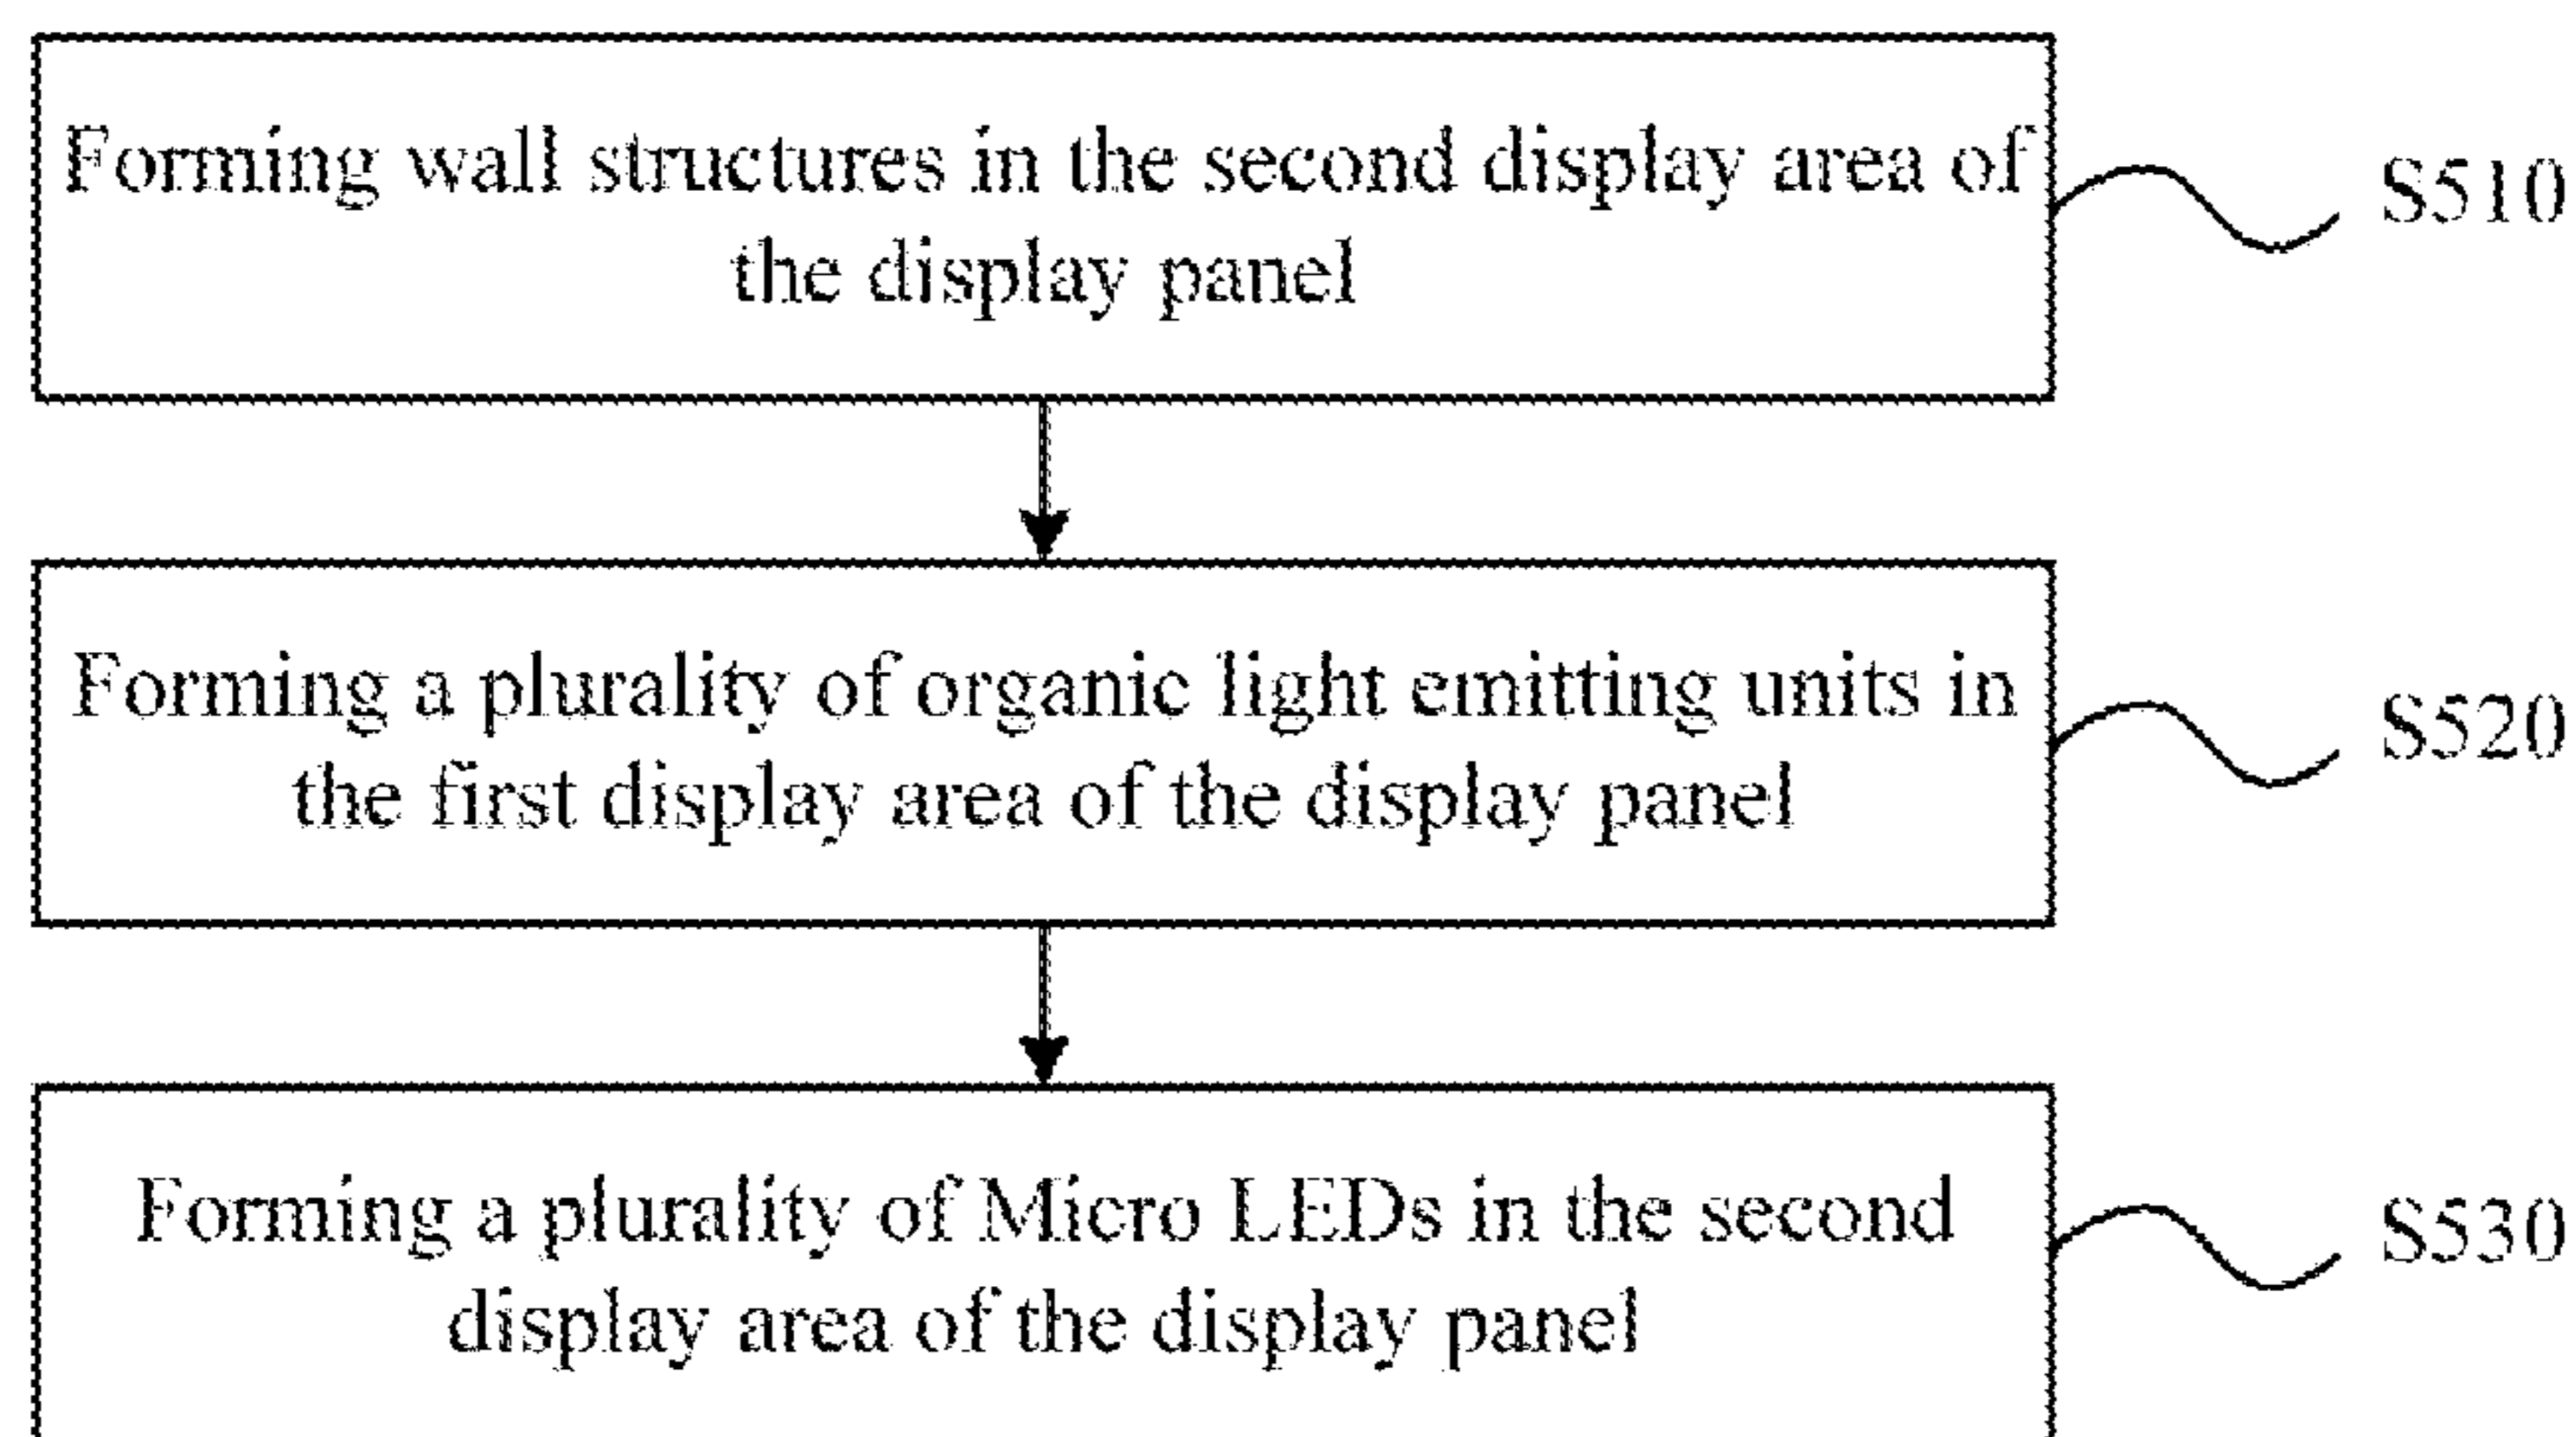 Forming wall structures in the second display area of
the display panel
S510
Forming a plurality of organic light emitting units in
the first display area of the display panel
S520
Forming a plurality of Micro LEDs in the second
display area of the display panel
S530